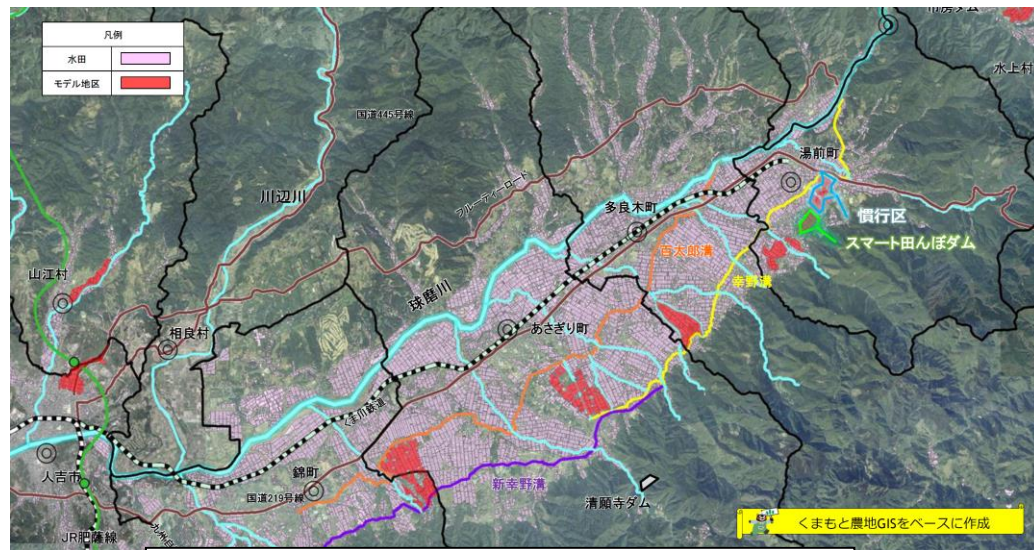 凡例
水田
モデル地区
国道445号線
市房ダム
水上村
湯前町
川辺川
フルーティーロード
多良木町
慣行区
スマート田んぼダム
百太郎溝
幸野溝
山江村
球磨川
相良村
あさぎり町
くま川鉄道
錦町
人吉市
国道219号線
新幸野溝
清願寺ダム
JR肥薩線
くまもと農地GISをベースに作成